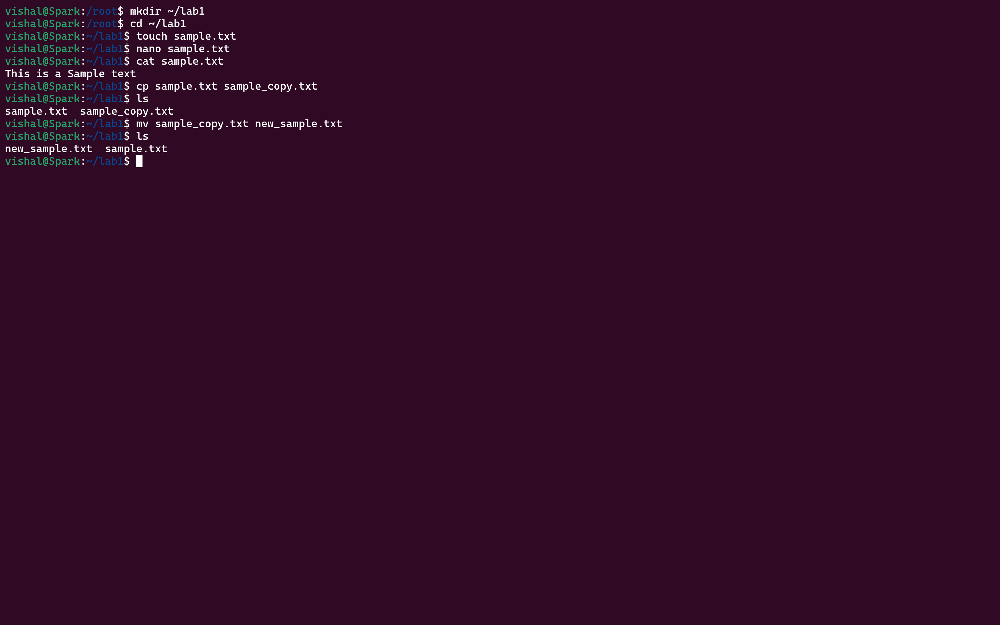 vishal@Spark:/root$ mkdir ~/lab1
vishal@Spark:/root$ cd ~/lab1
vishal@Spark:~/lab1$ touch sample.txt
vishal@Spark:~/lab1$ nano sample.txt
vishal@Spark:~/lab1$ cat sample.txt
This is a Sample text
vishal@Spark:~/lab1$ cp sample.txt sample_copy.txt
vishal@Spark:~/lab1$ ls
sample.txt  sample_copy.txt
vishal@Spark:~/lab1$ mv sample_copy.txt new_sample.txt
vishal@Spark:~/lab1$ ls
new_sample.txt  sample.txt
vishal@Spark:~/lab1$